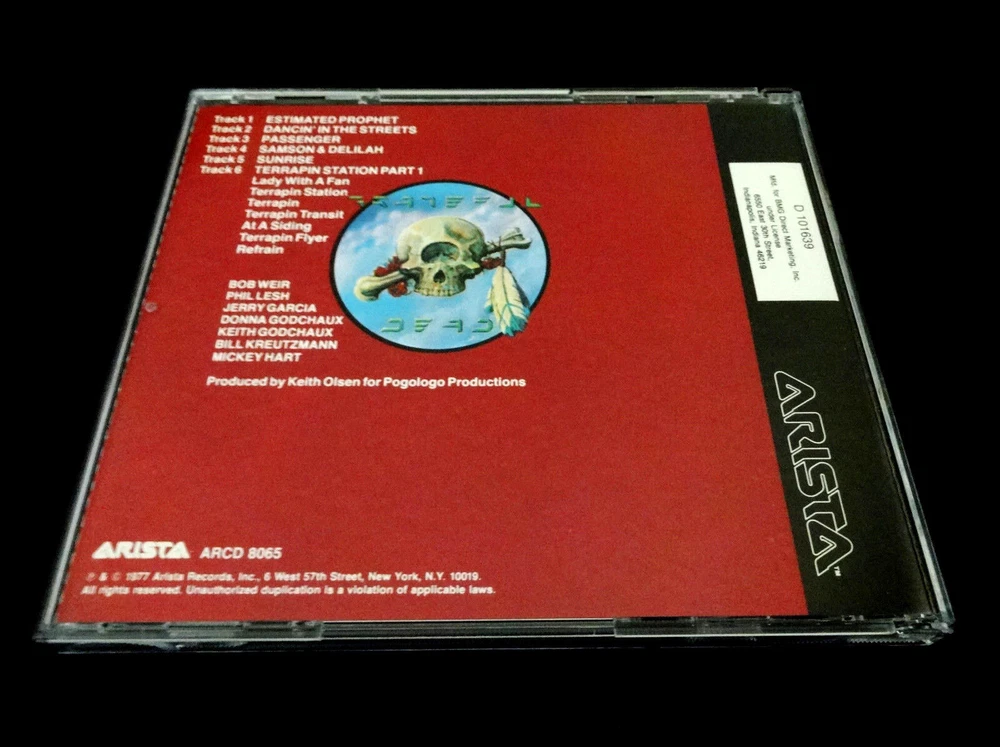 Track 1 ESTIMATED PROPHET
Track 2 DANCIN' IN THE STREETS
Track 3 PASSENGER
Track 4 SAMSON & DELILAH
Track 5 SUNRISE
Track 6 TERRAPIN STATION PART 1
Lady With A Fan
Terrapin Station
Terrapin
Terrapin Transit
At A Siding
Terrapin Flyer
Refrain
GRATEFUL
DEAD
BOB WEIR
PHIL LESH
JERRY GARCIA
DONNA GODCHAUX
KEITH GODCHAUX
BILL KREUTZMANN
MICKEY HART
Produced by Keith Olsen for Pogologo Productions
ARISTA ARCD 8065
℗ & © 1977 Arista Records, Inc., 6 West 57th Street, New York, N.Y. 10019.
All rights reserved. Unauthorized duplication is a violation of applicable laws.
D 101639
Mfd. for BMG Direct Marketing, Inc.
under License
6550 East 30th Street,
Indianapolis, Indiana 46219
ARISTA™